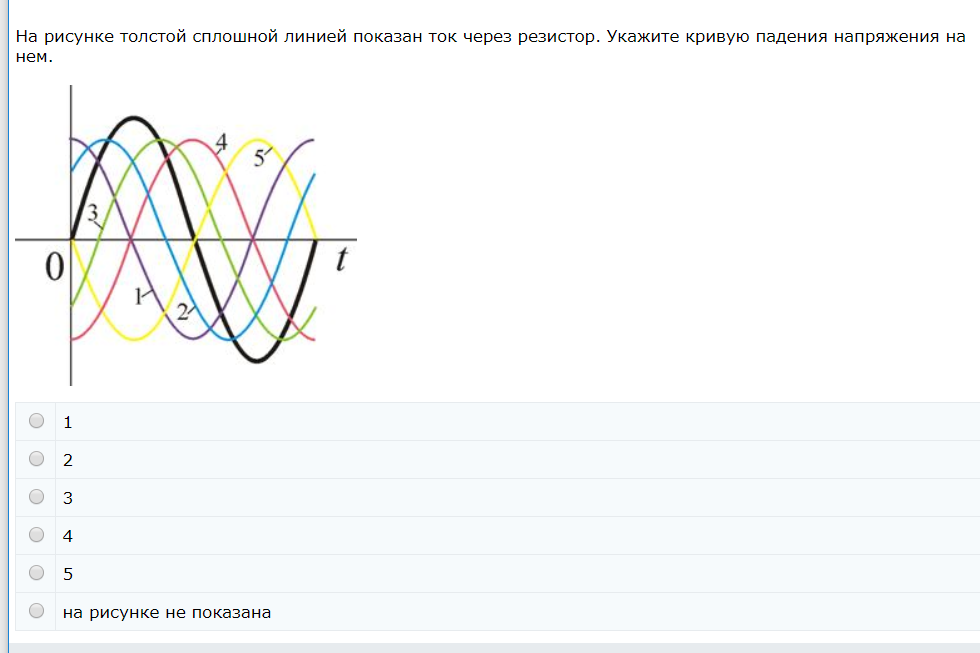 На рисунке толстой сплошной линией показан ток через резистор. Укажите кривую падения напряжения на
нем.
4
5
3
0
t
1
2
1
2
3
4
5
на рисунке не показана